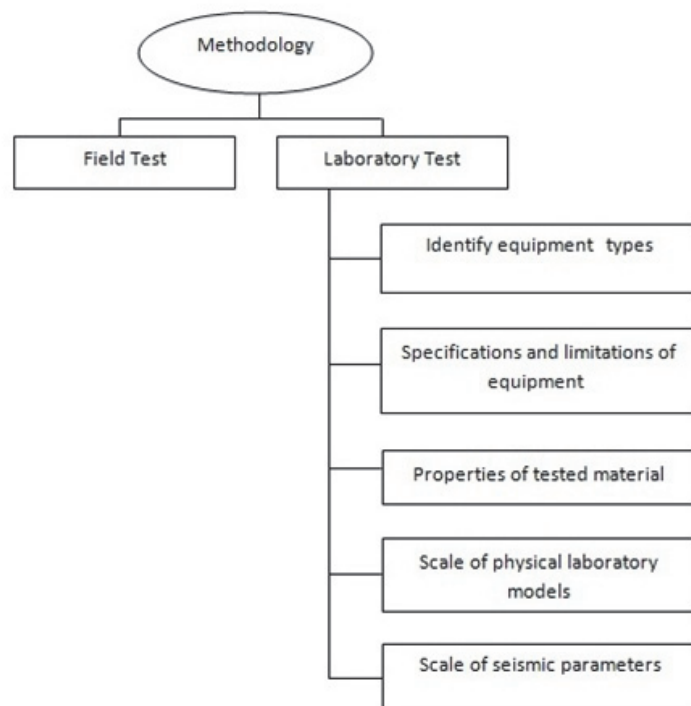 Methodology
Field Test
Laboratory Test
Identify equipment types
Specifications and limitations of
equipment
Properties of tested material
Scale of physical laboratory
models
Scale of seismic parameters